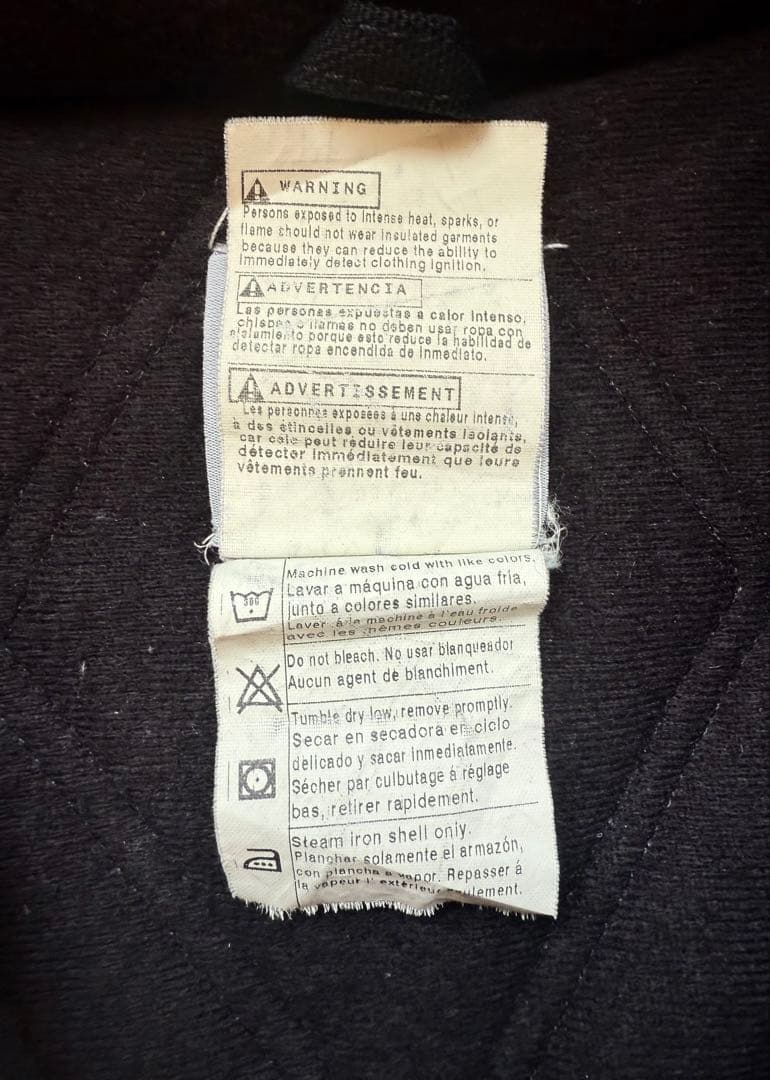 WARNING
Persons exposed to intense heat, sparks, or
flame should not wear insulated garments
because they can reduce the ability to
immediately detect clothing ignition.
ADVERTENCIA
Las personas expuestas a calor intenso,
chispas o llamas no deben usar ropa con
aislamiento porque esto reduce la habilidad de
detectar ropa encendida de inmediato.
ADVERTISSEMENT
Les personnes exposées à une chaleur intense,
à des étincelles ou vêtements isolants,
car cela peut réduire leur capacité de
détecter immédiatement que leurs
vêtements prennent feu.
Machine wash cold with like colors.
Lavar a máquina con agua fría,
junto a colores similares.
Laver à la machine à l'eau froide
avec les mêmes couleurs.
Do not bleach. No usar blanqueador
Aucun agent de blanchiment.
Tumble dry low, remove promptly.
Secar en secadora en ciclo
delicado y sacar inmediatamente.
Sécher par culbutage á réglage
bas, retirer rapidement.
Steam iron shell only.
Planchar solamente el armazón,
con plancha a vapor. Repasser á
la vapeur l' extérieur seulement.